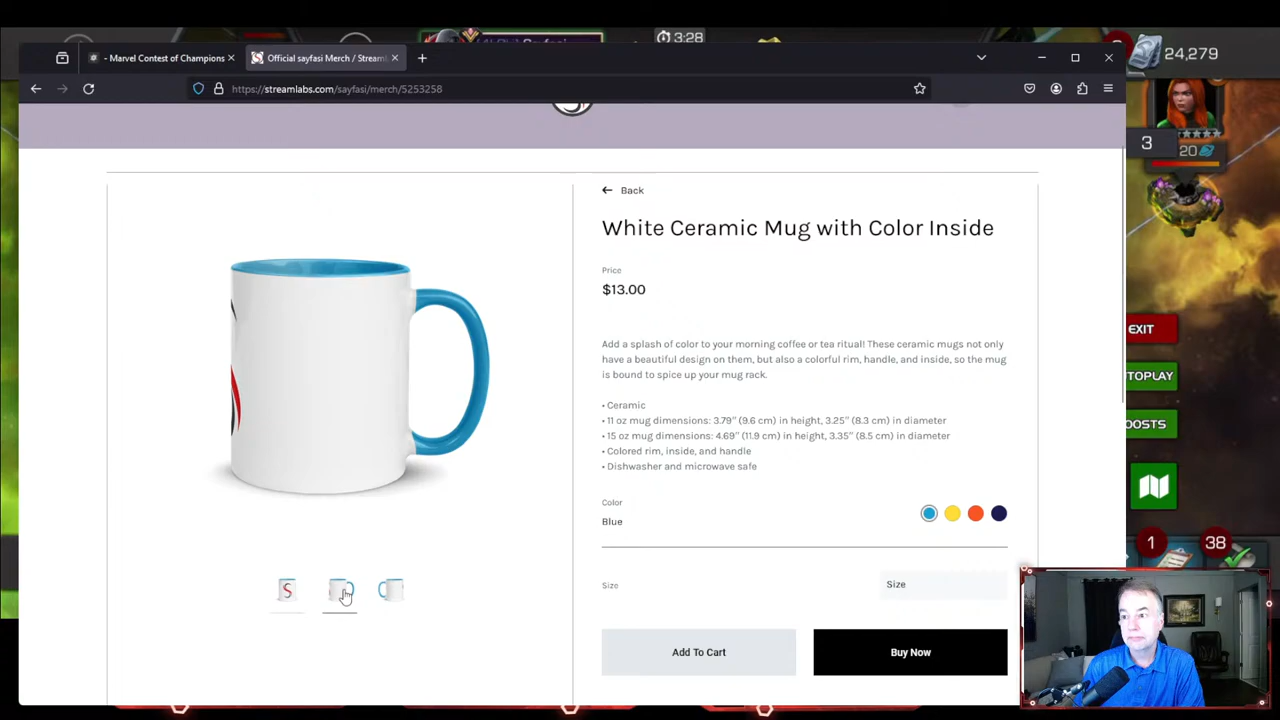 3:28
24,279
- Marvel Contest of Champions
Official sayfasi Merch / Streaml
https://streamlabs.com/sayfasi/merch/5253258
3
20
Back
White Ceramic Mug with Color Inside
Price
$13.00
Add a splash of color to your morning coffee or tea ritual! These ceramic mugs not only
have a beautiful design on them, but also a colorful rim, handle, and inside, so the mug
is bound to spice up your mug rack.
• Ceramic
• 11 oz mug dimensions: 3.79″ (9.6 cm) in height, 3.25″ (8.3 cm) in diameter
• 15 oz mug dimensions: 4.69″ (11.9 cm) in height, 3.35″ (8.5 cm) in diameter
• Colored rim, inside, and handle
• Dishwasher and microwave safe
Color
Blue
Size
Size
Add To Cart
Buy Now
EXIT
TOPLAY
OOSTS
1
38
S